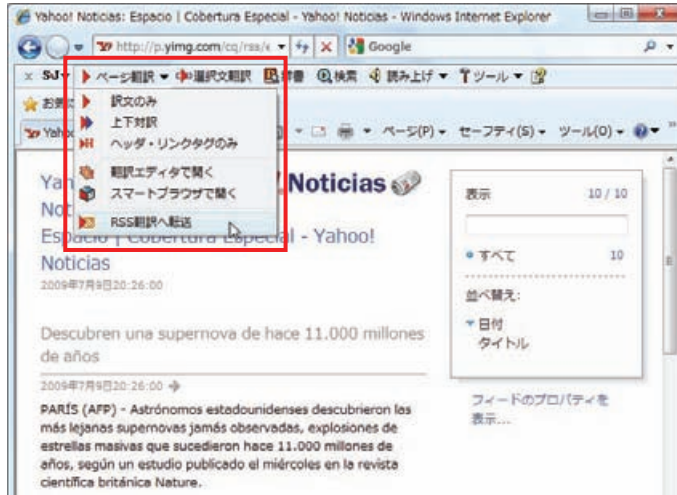 Yahoo! Noticias: Espacio | Cobertura Especial - Yahoo! Noticias - Windows Internet Explorer
http://p.yimg.com/cq/rss/e
Google
× SJ ページ翻訳 選択文翻訳 辞書 検索 読み上げ ツール
お気に
訳文のみ
上下対訳
ヘッダ・リンクタグのみ
翻訳エディタで開く
スマートブラウザで開く
RSS翻訳へ転送
Yaho
ページ(P) セーフティ(S) ツール(O)
Noticias
Espacio | Cobertura Especial - Yahoo!
Noticias
2009年7月9日20:26:00
Descubren una supernova de hace 11.000 millones
de años
2009年7月9日20:26:00
PARÍS (AFP) - Astrónomos estadounidenses descubrieron las
más lejanas supernovas jamás observadas, explosiones de
estrellas masivas que sucedieron hace 11.000 millones de
años, según un estudio publicado el miércoles en la revista
científica británica Nature.
表示 10 / 10
すべて 10
並べ替え:
日付
タイトル
フィードのプロパティを
表示...